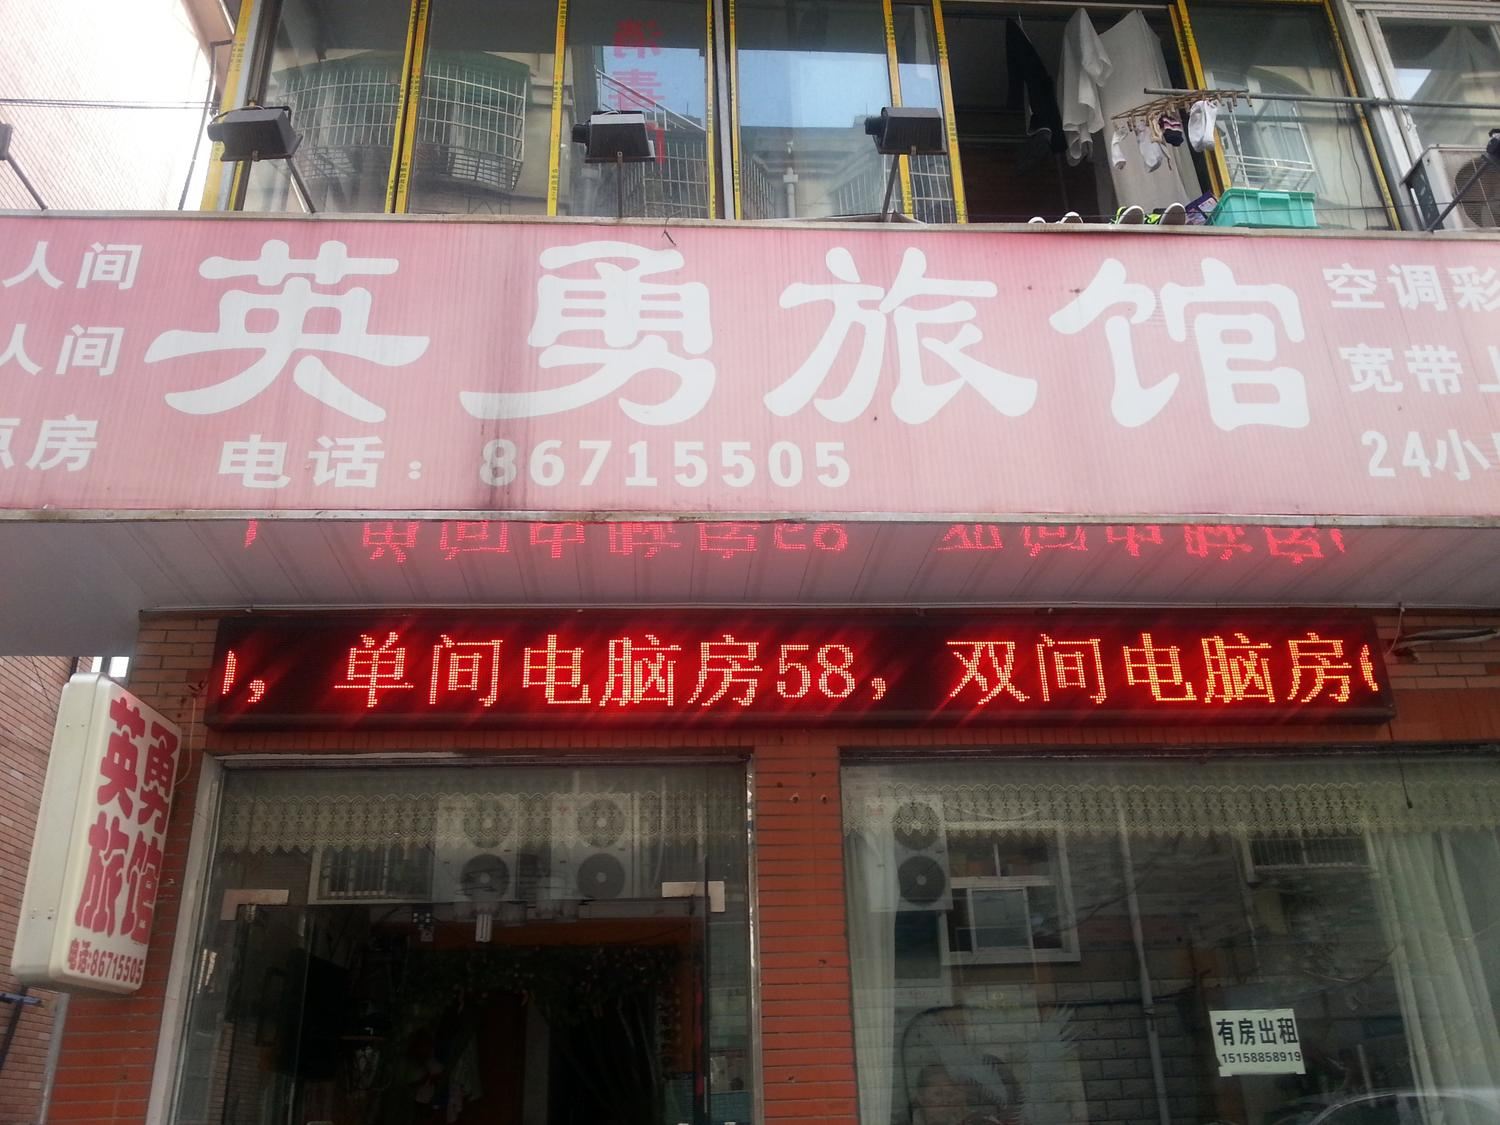 人间
人间
点房
英勇旅馆
电话：86715505
空调彩
宽带上
24小时
，单间电脑房58，双间电脑房
英勇
旅馆
电话:86715505
有房出租
15158858919